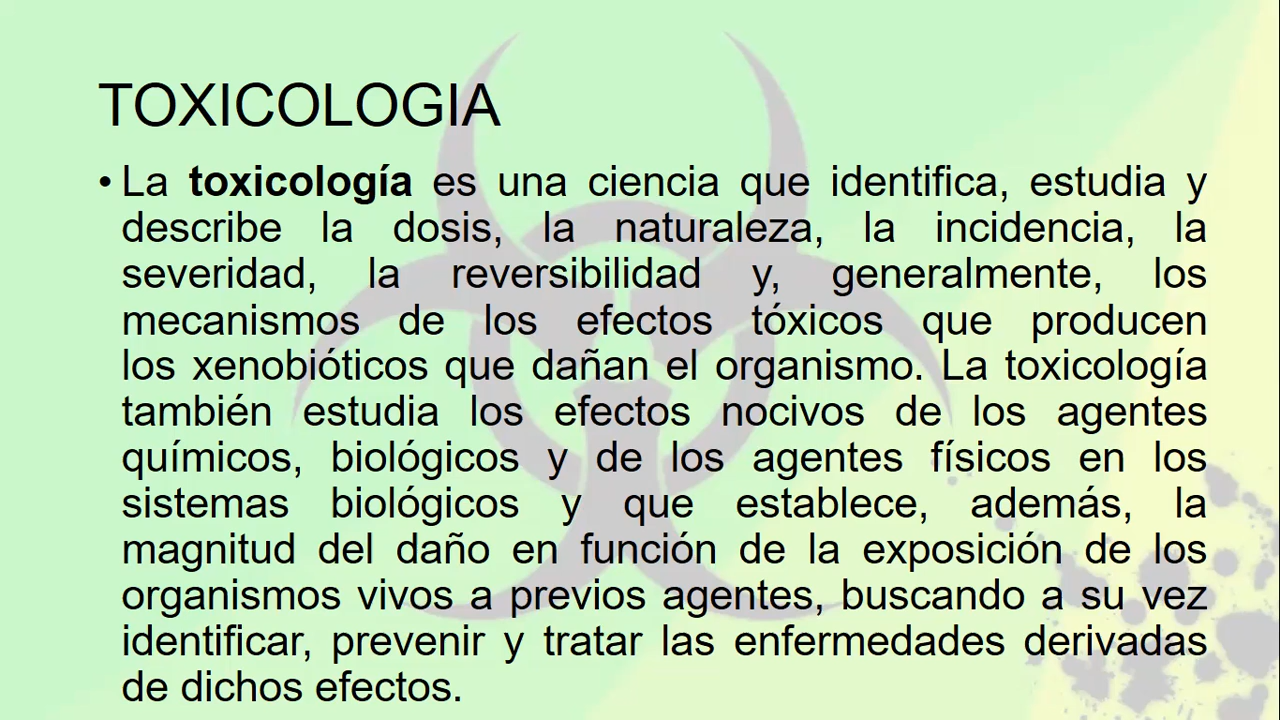 TOXICOLOGIA
• La toxicología es una ciencia que identifica, estudia y
describe la dosis, la naturaleza, la incidencia, la
severidad, la reversibilidad y, generalmente, los
mecanismos de los efectos tóxicos que producen
los xenobióticos que dañan el organismo. La toxicología
también estudia los efectos nocivos de los agentes
químicos, biológicos y de los agentes físicos en los
sistemas biológicos y que establece, además, la
magnitud del daño en función de la exposición de los
organismos vivos a previos agentes, buscando a su vez
identificar, prevenir y tratar las enfermedades derivadas
de dichos efectos.